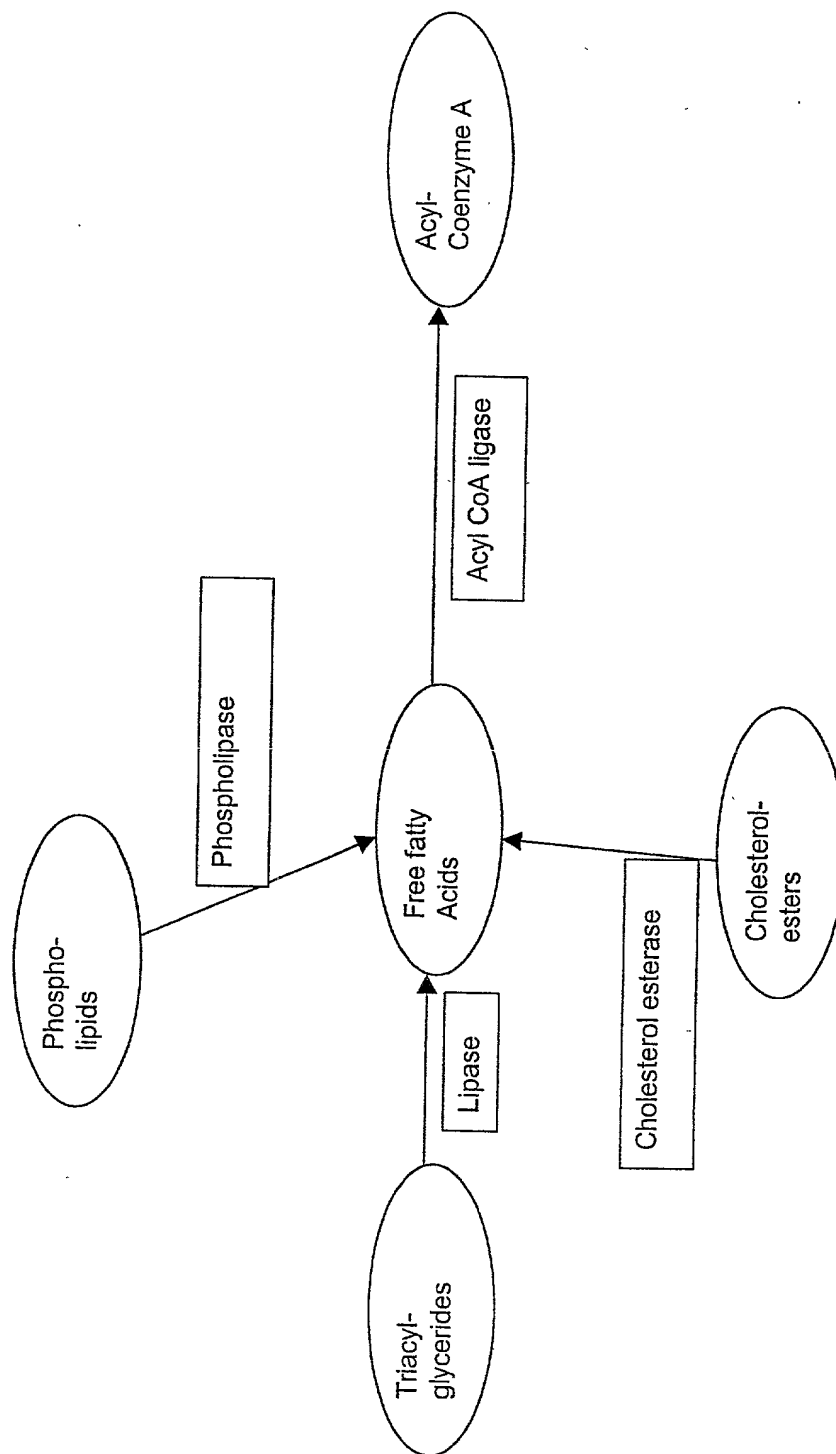 Phospho-
lipids
Phospholipase
Triacyl-
glycerides
Lipase
Free fatty
Acids
Acyl CoA ligase
Acyl-
Coenzyme A
Cholesterol esterase
Cholesterol-
esters